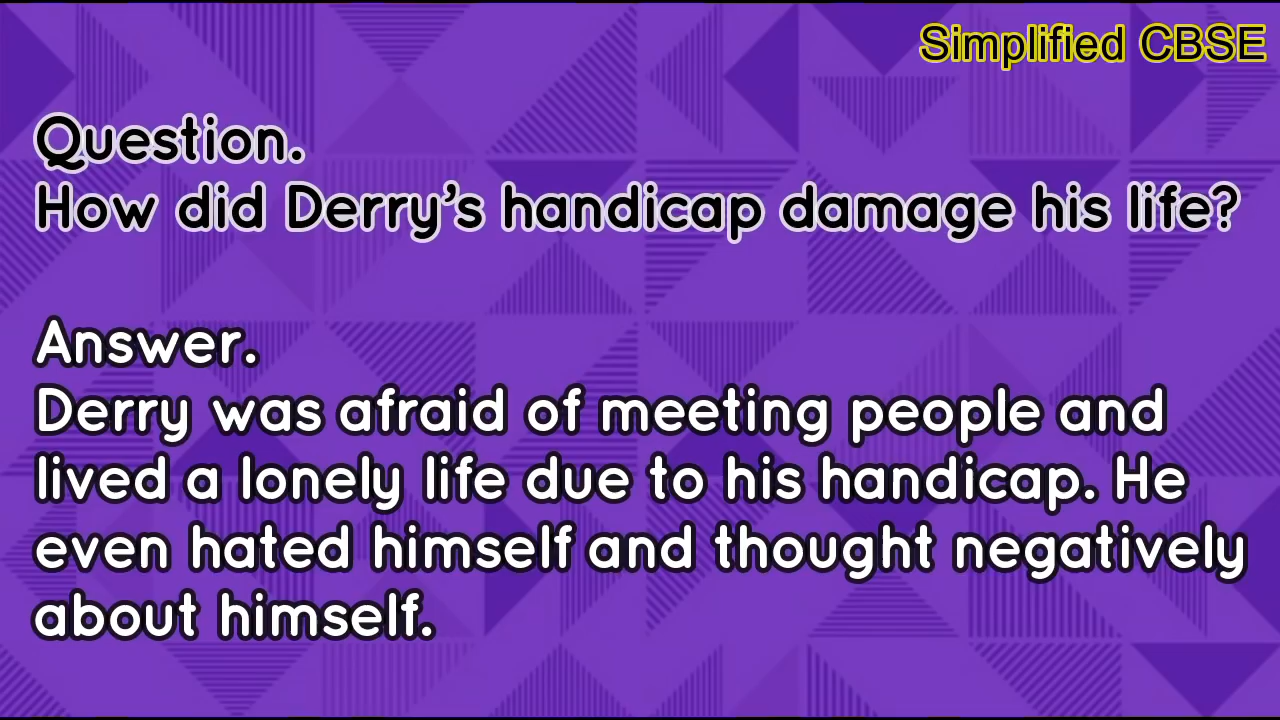 Simplified CBSE
Question.
How did Derry's handicap damage his life?
Answer.
Derry was afraid of meeting people and
lived a lonely life due to his handicap. He
even hated himself and thought negatively
about himself.